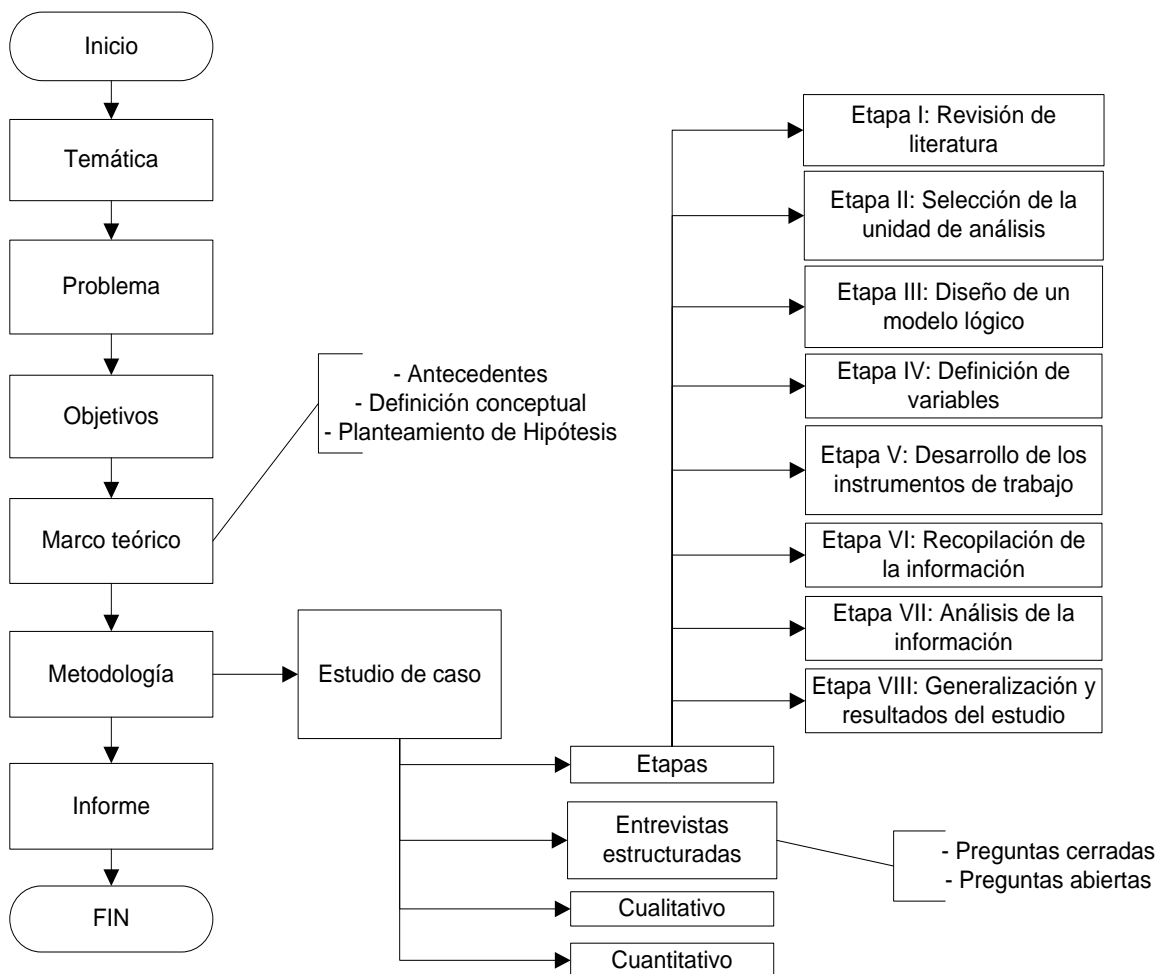 Inicio
Temática
Problema
Objetivos
Marco teórico
Metodología
Informe
FIN
- Antecedentes
- Definición conceptual
- Planteamiento de Hipótesis
Estudio de caso
Etapas
Entrevistas
estructuradas
Cualitativo
Cuantitativo
- Preguntas cerradas
- Preguntas abiertas
Etapa I: Revisión de
literatura
Etapa II: Selección de la
unidad de análisis
Etapa III: Diseño de un
modelo lógico
Etapa IV: Definición de
variables
Etapa V: Desarrollo de los
instrumentos de trabajo
Etapa VI: Recopilación de
la información
Etapa VII: Análisis de la
información
Etapa VIII: Generalización y
resultados del estudio